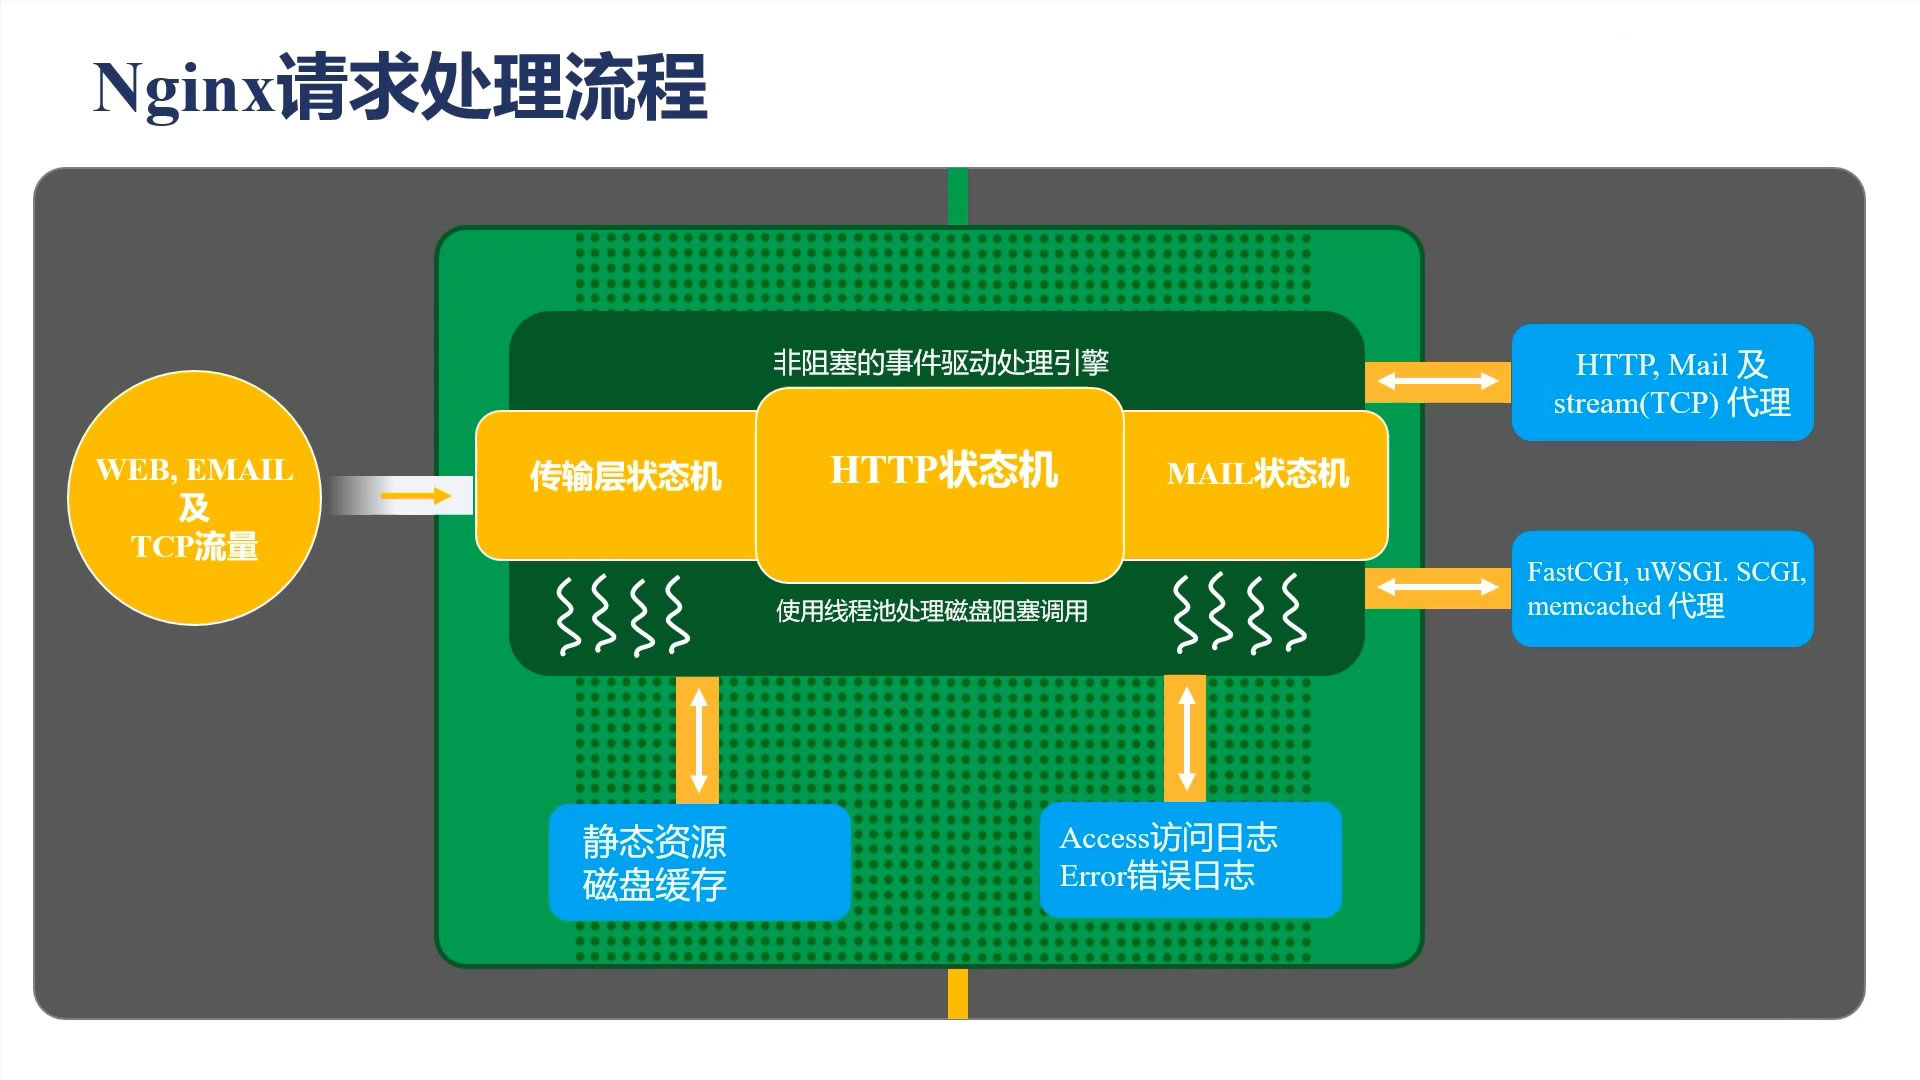 Nginx请求处理流程
WEB, EMAIL
及
TCP流量
非阻塞的事件驱动处理引擎
传输层状态机
HTTP状态机
MAIL状态机
使用线程池处理磁盘阻塞调用
HTTP, Mail 及
stream(TCP) 代理
FastCGI, uWSGI. SCGI,
memcached 代理
静态资源
磁盘缓存
Access访问日志
Error错误日志